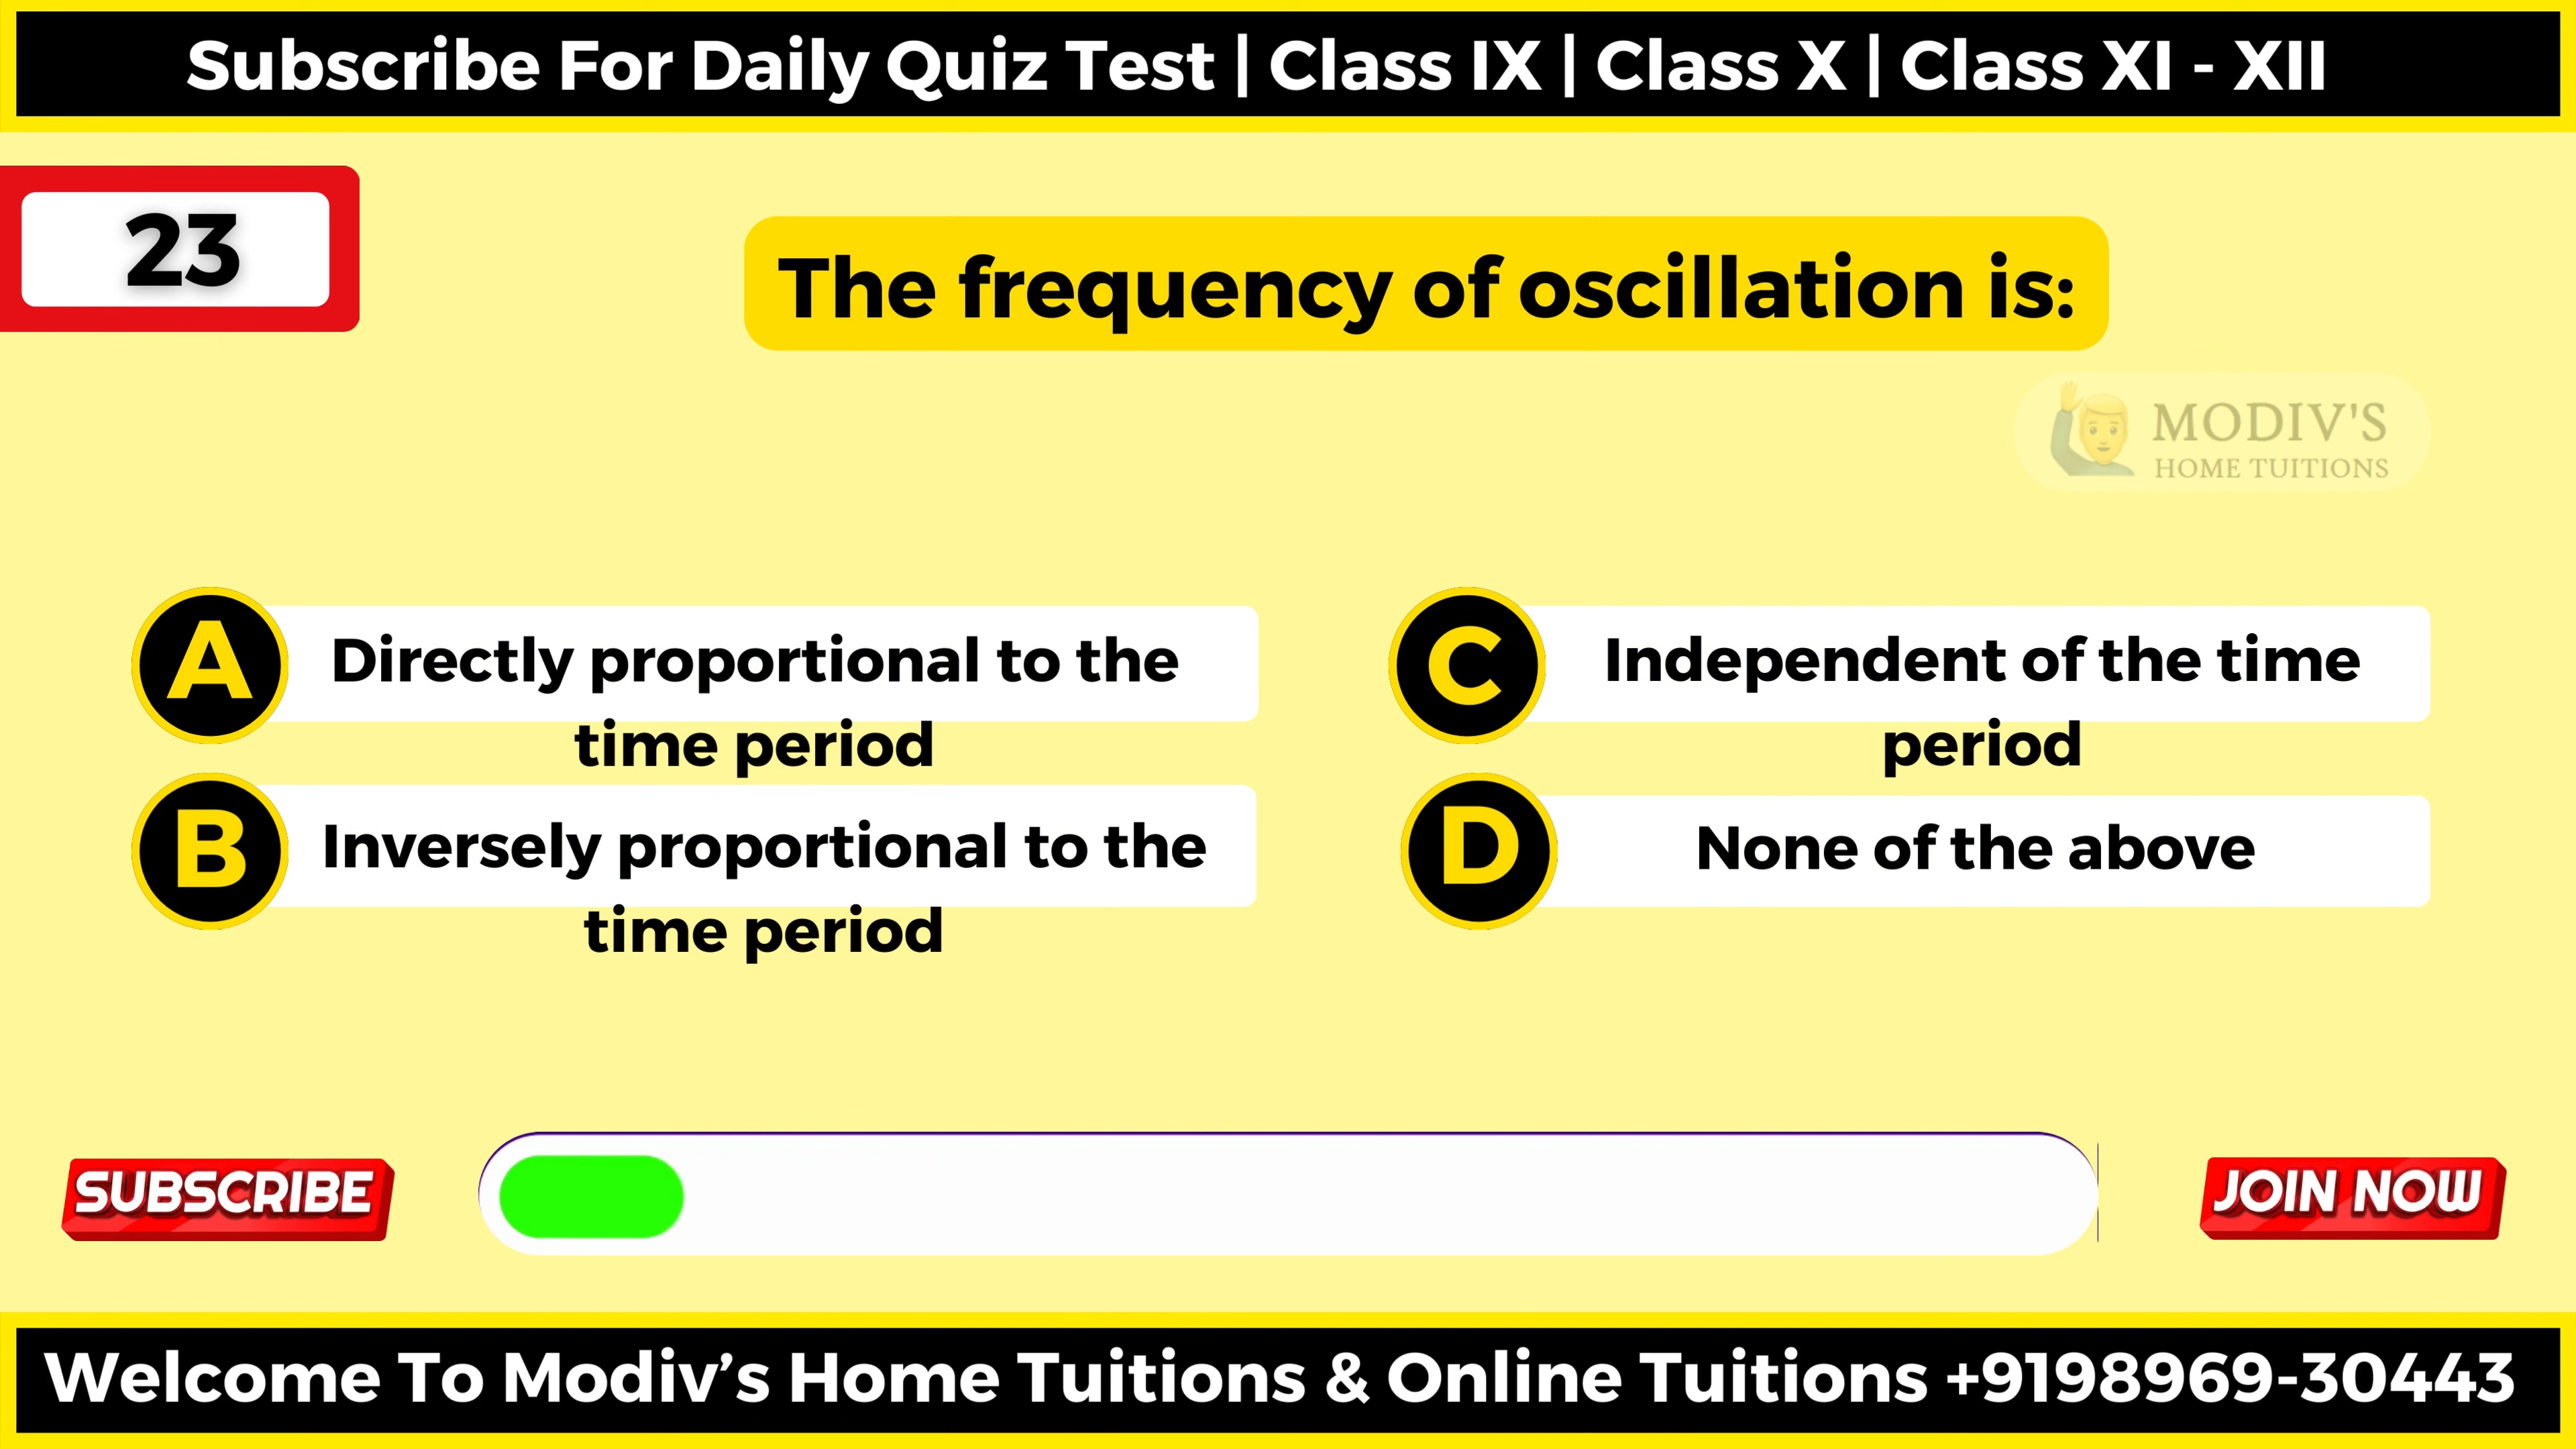 Subscribe For Daily Quiz Test | Class IX | Class X | Class XI - XII
23
The frequency of oscillation is:
MODIV'S
HOME TUITIONS
A
Directly proportional to the
time period
B
Inversely proportional to the
time period
C
Independent of the time
period
D
None of the above
SUBSCRIBE
JOIN NOW
Welcome To Modiv’s Home Tuitions & Online Tuitions +9198969-30443